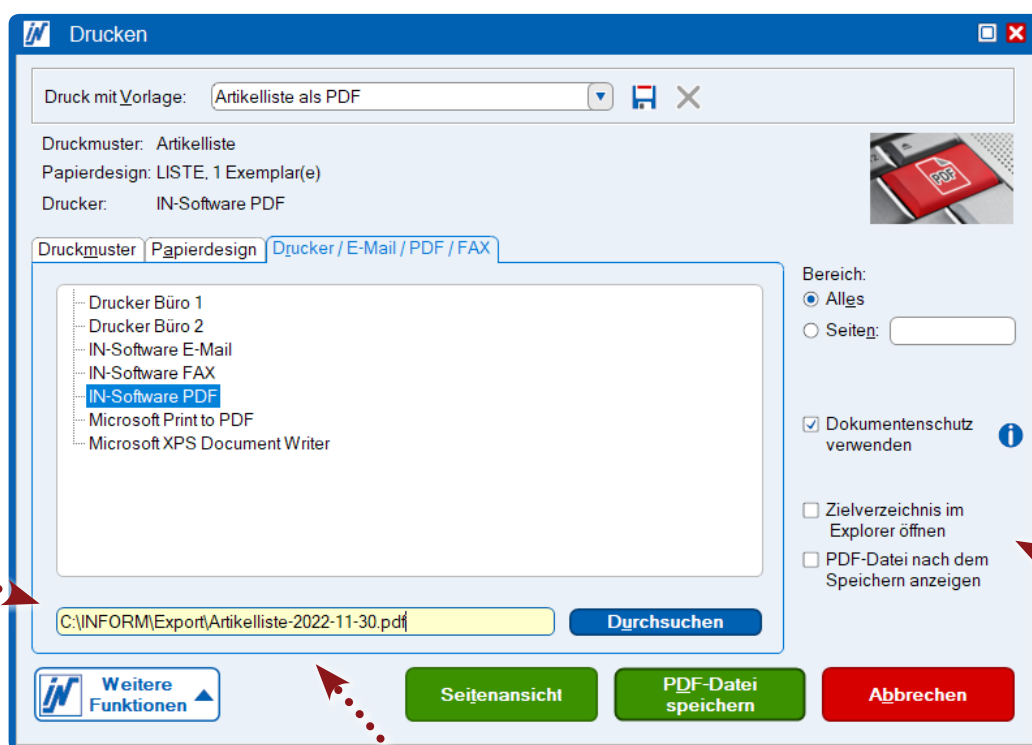 Drucken
Druck mit Vorlage: Artikelliste als PDF
Druckmuster: Artikelliste
Papierdesign: LISTE, 1 Exemplar(e)
Drucker: IN-Software PDF
PDF
Druckmuster Papierdesign Drucker / E-Mail / PDF / FAX
Drucker Büro 1
Drucker Büro 2
IN-Software E-Mail
IN-Software FAX
IN-Software PDF
Microsoft Print to PDF
Microsoft XPS Document Writer
C:\INFORM\Export\Artikelliste-2022-11-30.pdf
Durchsuchen
Bereich:
Alles
Seiten:
Dokumentenschutz
verwenden
Zielverzeichnis im
Explorer öffnen
PDF-Datei nach dem
Speichern anzeigen
Weitere
Funktionen
Seitenansicht
PDF-Datei
speichern
Abbrechen